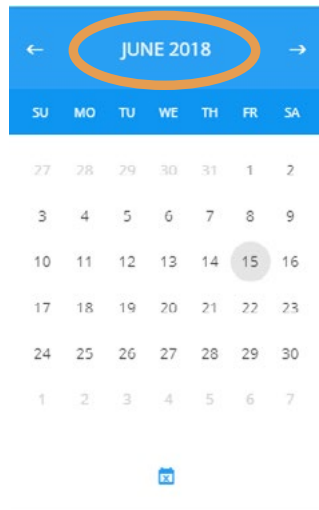 ← JUNE 2018 →
SU MO TU WE TH FR SA
27 28 29 30 31 1 2
3 4 5 6 7 8 9
10 11 12 13 14 15 16
17 18 19 20 21 22 23
24 25 26 27 28 29 30
1 2 3 4 5 6 7